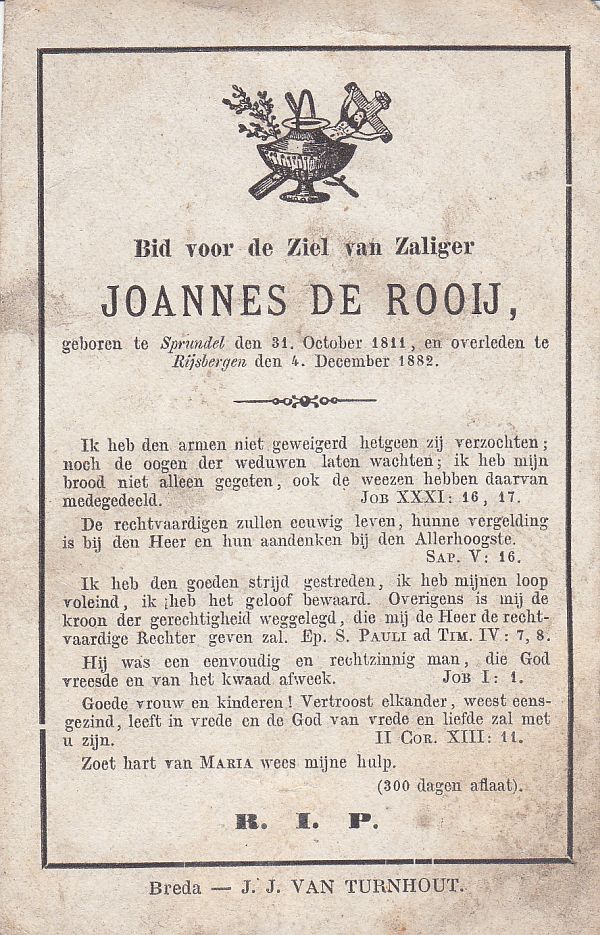 Bid voor de Ziel van Zaliger
JOANNES DE ROOIJ,
geboren te Sprundel den 31. October 1811, en overleden te
Rijsbergen den 4. December 1882.
Ik heb den armen niet geweigerd hetgeen zij verzochten;
noch de oogen der weduwen laten wachten; ik heb mijn
brood niet alleen gegeten, ook de weezen hebben daarvan
medegedeeld. JOB XXXI: 16, 17.
De rechtvaardigen zullen eeuwig leven, hunne vergelding
is bij den Heer en hun aandenken bij den Allerhoogste.
SAP. V: 16.
Ik heb den goeden strijd gestreden, ik heb mijnen loop
voleind, ik heb het geloof bewaard. Overigens is mij de
kroon der gerechtigheid weggelegd, die mij de Heer de recht-
vaardige Rechter geven zal. Ep. S. PAULI ad TIM. IV: 7, 8.
Hij was een eenvoudig en rechtzinnig man, die God
vreesde en van het kwaad afweek. JOB I: 1.
Goede vrouw en kinderen! Vertroost elkander, weest eens-
gezind, leeft in vrede en de God van vrede en liefde zal met
u zijn. II COR. XIII: 11.
Zoet hart van MARIA wees mijne hulp.
(300 dagen aflaat).
R. I. P.
Breda — J. J. VAN TURNHOUT.